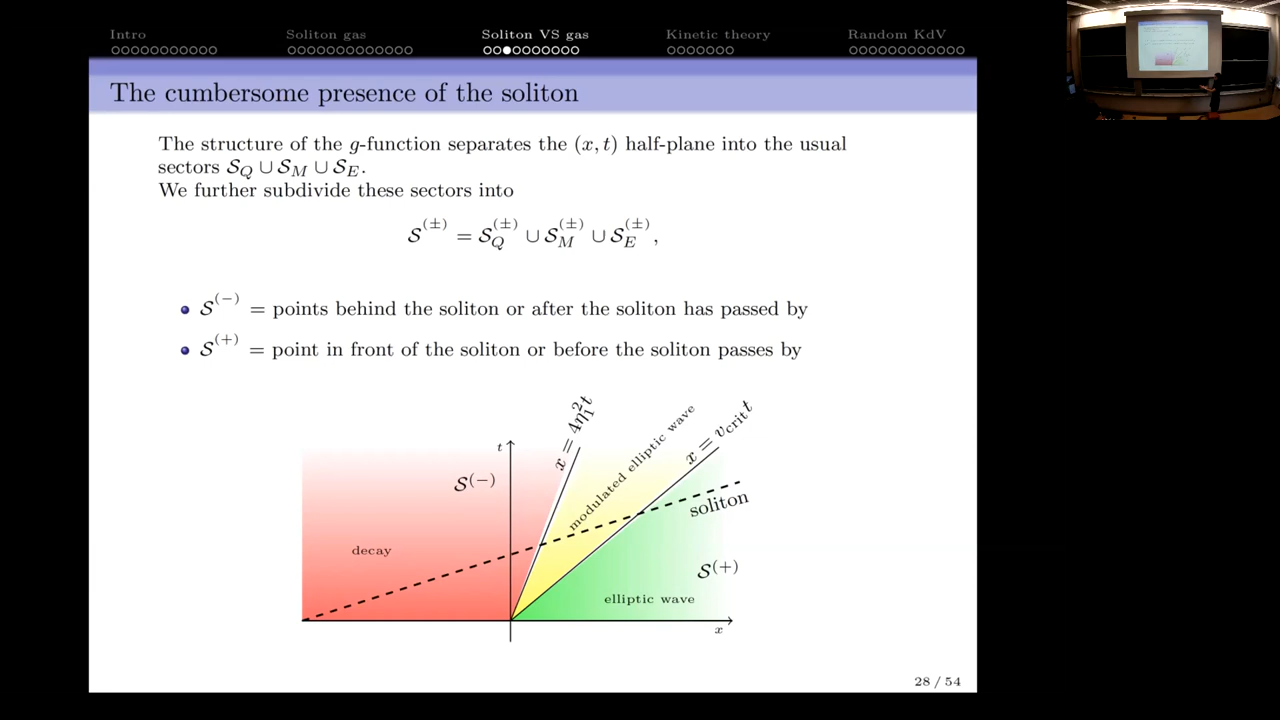 Intro Soliton gas Soliton VS gas Kinetic theory Random KdV
The cumbersome presence of the soliton
The structure of the g-function separates the (x, t) half-plane into the usual
sectors 𝒮_Q ∪ 𝒮_M ∪ 𝒮_E.
We further subdivide these sectors into
𝒮^(±) = 𝒮_Q^(±) ∪ 𝒮_M^(±) ∪ 𝒮_E^(±),
𝒮^(−) = points behind the soliton or after the soliton has passed by
𝒮^(+) = point in front of the soliton or before the soliton passes by
t
x = 4η₁²t
modulated elliptic wave
x = v_crit t
𝒮^(−)
soliton
decay
𝒮^(+)
elliptic wave
x
28 / 54